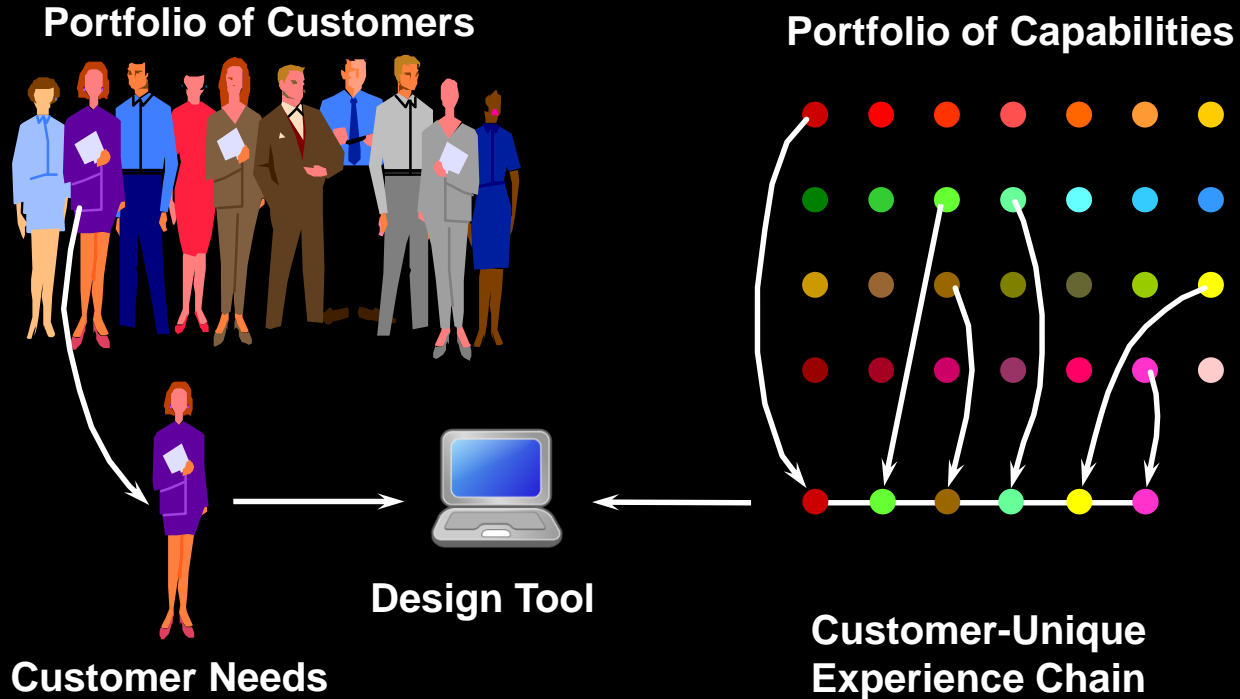 Portfolio of Customers
Portfolio of Capabilities
Design Tool
Customer Needs
Customer-Unique
Experience Chain